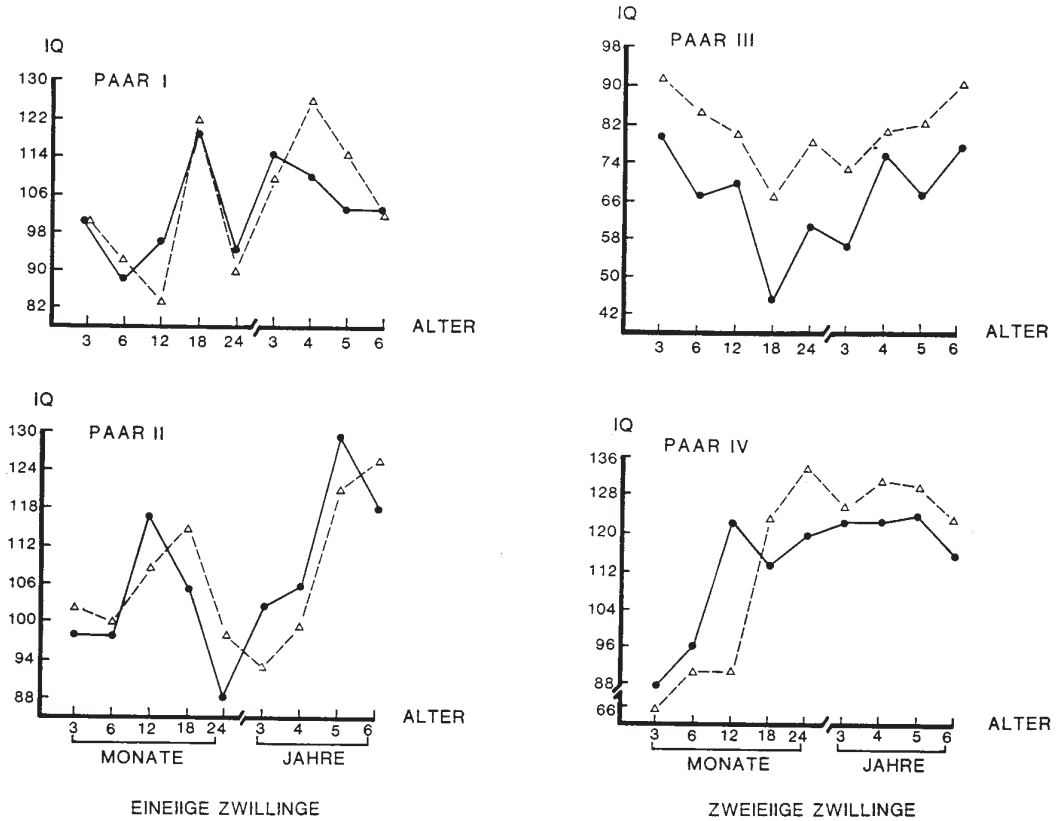 IQ
PAAR I
130
122
114
106
98
90
82
3 6 12 18 24 3 4 5 6
ALTER
IQ
PAAR III
98
90
82
74
66
58
50
42
3 6 12 18 24 3 4 5 6
ALTER
IQ
PAAR II
130
124
118
112
106
100
94
88
3 6 12 18 24 3 4 5 6
ALTER
MONATE JAHRE
EINEIIGE ZWILLINGE
IQ
PAAR IV
136
128
120
112
104
96
88
66
3 6 12 18 24 3 4 5 6
ALTER
MONATE JAHRE
ZWEIEIIGE ZWILLINGE